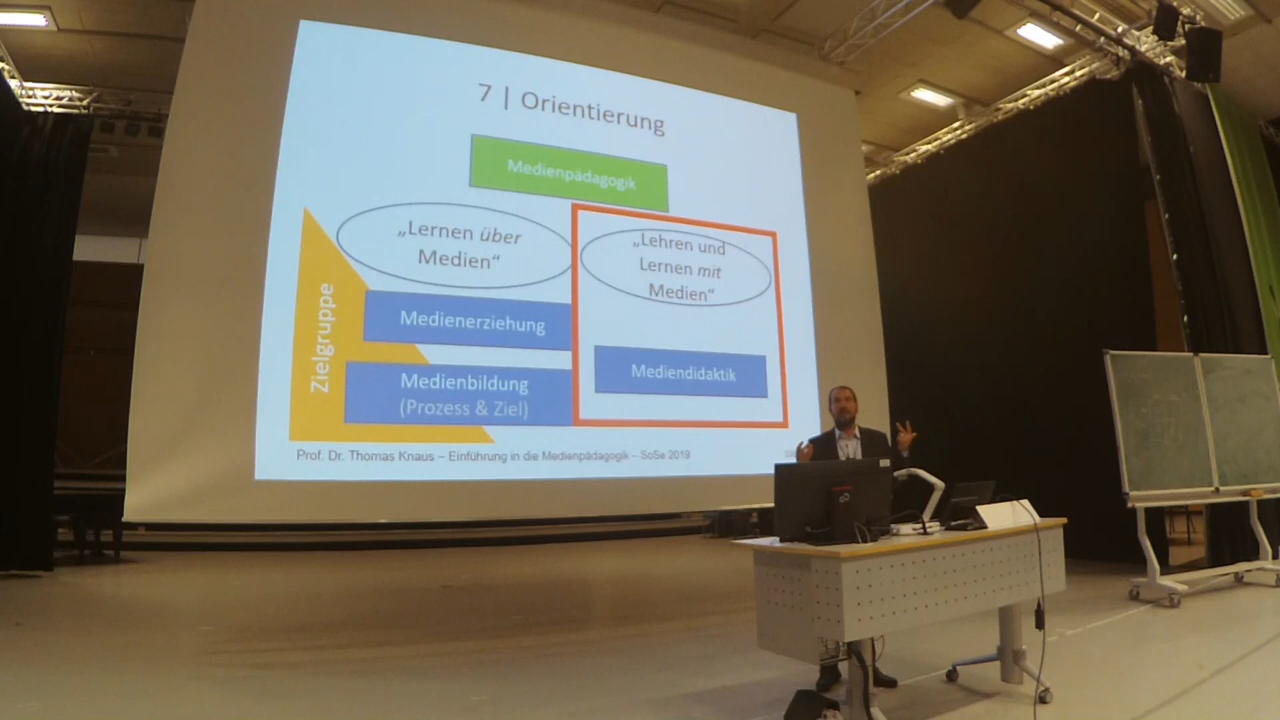 7 | Orientierung
Medienpädagogik
„Lernen über
Medien“
„Lehren und
Lernen mit
Medien“
Zielgruppe
Medienerziehung
Medienbildung
(Prozess & Ziel)
Mediendidaktik
Prof. Dr. Thomas Knaus – Einführung in die Medienpädagogik – SoSe 2019